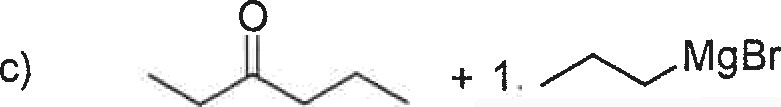 O
c) + 1. MgBr